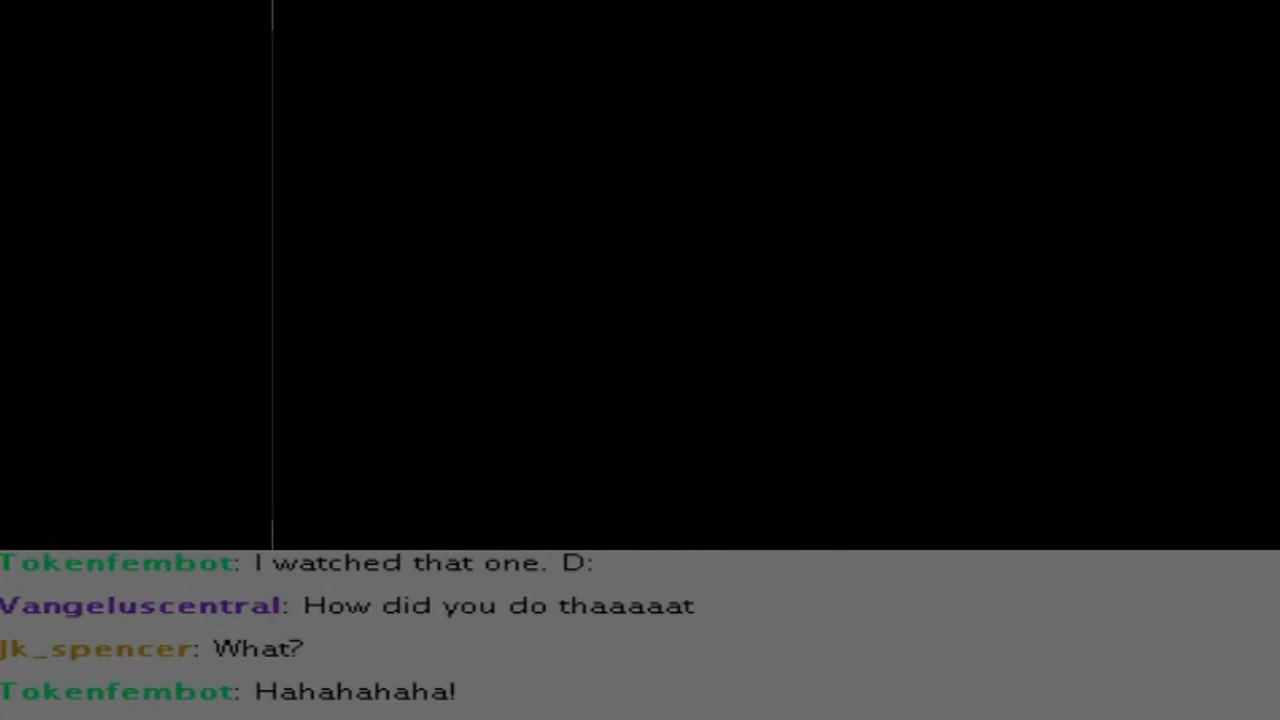 Tokenfembot: I watched that one. D:
Vangeluscentral: How did you do thaaaaat
Jk_spencer: What?
Tokenfembot: Hahahahaha!